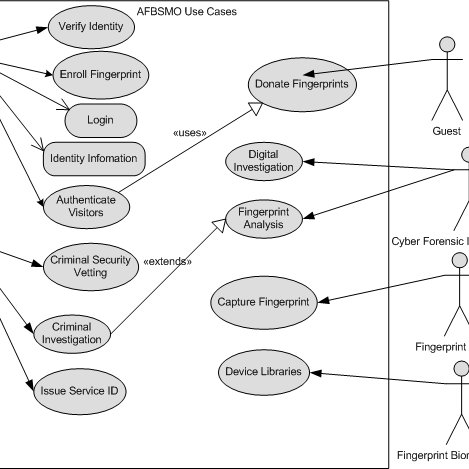 AFBSMO Use Cases
Verify Identity
Enroll Fingerprint
Login
Identity Infomation
Authenticate
Visitors
Criminal Security
Vetting
Criminal
Investigation
Issue Service ID
«uses»
«extends»
Donate Fingerprints
Digital
Investigation
Fingerprint
Analysis
Capture Fingerprint
Device Libraries
Guest
Cyber Forensic
Fingerprint
Fingerprint